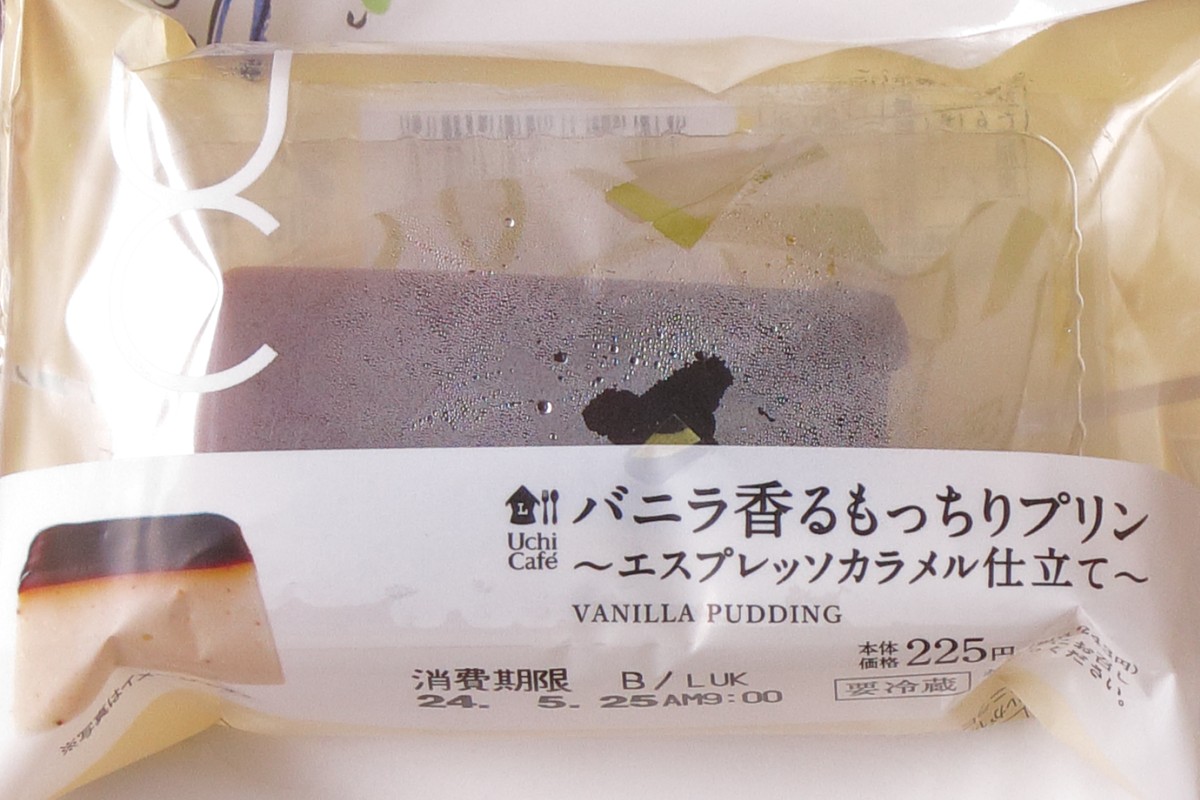 バニラ香るもっちりプリン
Uchi
Café
～エスプレッソカラメル仕立て～
VANILLA PUDDING
本体
価格 225円
消費期限 B/LUK
24. 5. 25AM9:00
要冷蔵